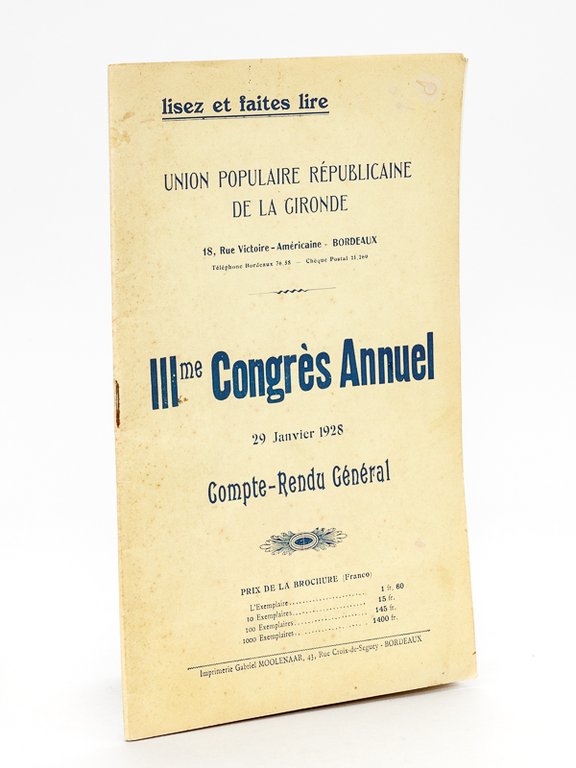 lisez et faites lire
UNION POPULAIRE RÉPUBLICAINE
DE LA GIRONDE
18, Rue Victoire-Américaine - BORDEAUX
Téléphone Bordeaux 76.58 — Chèque Postal 15.160
IIIme Congrès Annuel
29 Janvier 1928
Compte-Rendu Général
PRIX DE LA BROCHURE (Franco)
L'Exemplaire 1 fr. 60
10 Exemplaires 15 fr.
100 Exemplaires 145 fr.
1000 Exemplaires 1400 fr.
Imprimerie Gabriel MOOLENAAR, 43, Rue Croix-de-Seguey - BORDEAUX